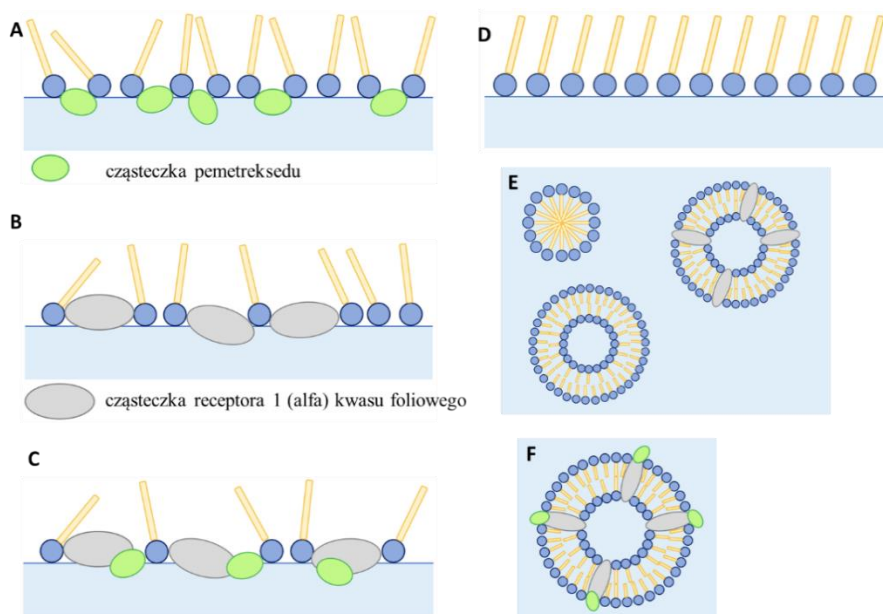 A
cząsteczka pemetreksedu
B
cząsteczka receptora 1 (alfa) kwasu foliowego
C
D
E
F